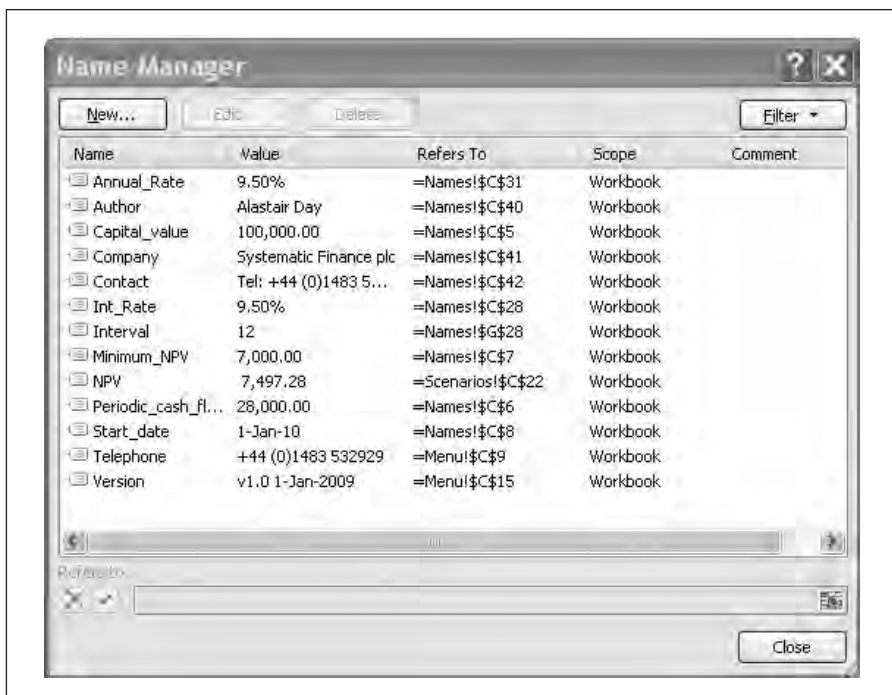 Name Manager
? X
New... Edit Delete Filter
Name Value Refers To Scope Comment
Annual_Rate 9.50% =Names!$C$31 Workbook
Author Alastair Day =Names!$C$40 Workbook
Capital_value 100,000.00 =Names!$C$5 Workbook
Company Systematic Finance plc =Names!$C$41 Workbook
Contact Tel: +44 (0)1483 5... =Names!$C$42 Workbook
Int_Rate 9.50% =Names!$C$28 Workbook
Interval 12 =Names!$G$28 Workbook
Minimum_NPV 7,000.00 =Names!$C$7 Workbook
NPV 7,497.28 =Scenarios!$C$22 Workbook
Periodic_cash_fl... 28,000.00 =Names!$C$6 Workbook
Start_date 1-Jan-10 =Names!$C$8 Workbook
Telephone +44 (0)1483 532929 =Menu!$C$9 Workbook
Version v1.0 1-Jan-2009 =Menu!$C$15 Workbook
Refers to:
Close